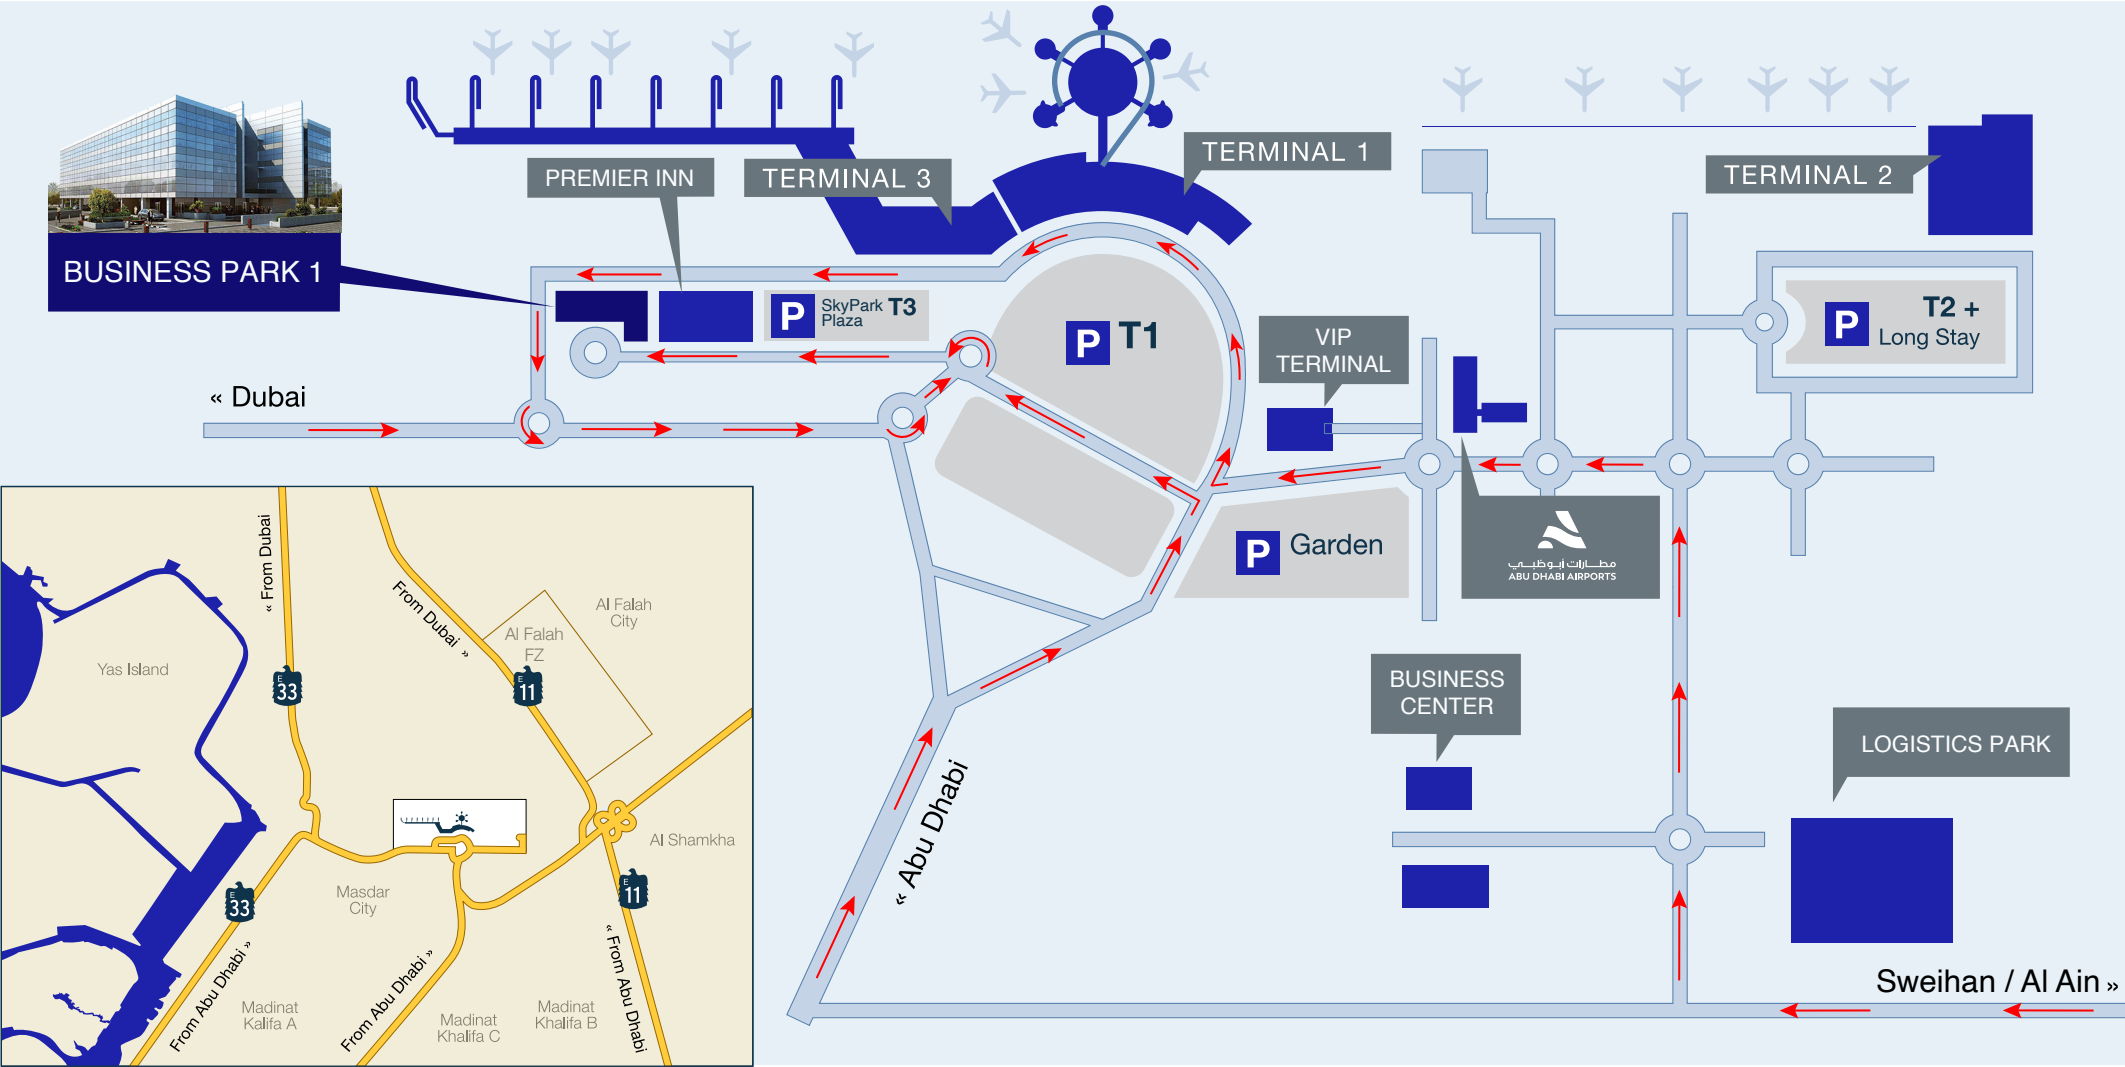 TERMINAL 1
PREMIER INN
TERMINAL 3
TERMINAL 2
BUSINESS PARK 1
P SkyPark T3
Plaza
P T1
VIP
TERMINAL
P T2 +
Long Stay
« Dubai
P Garden
مطارات أبوظبي
ABU DHABI AIRPORTS
BUSINESS
CENTER
LOGISTICS PARK
« Abu Dhabi
Sweihan / Al Ain »
« From Dubai
From Dubai »
Al Falah
City
Al Falah
FZ
Yas Island
E
33
E
11
Al Shamkha
Masdar
City
E
33
E
11
From Abu Dhabi »
From Abu Dhabi »
« From Abu Dhabi
Madinat
Kalifa A
Madinat
Khalifa C
Madinat
Khalifa B